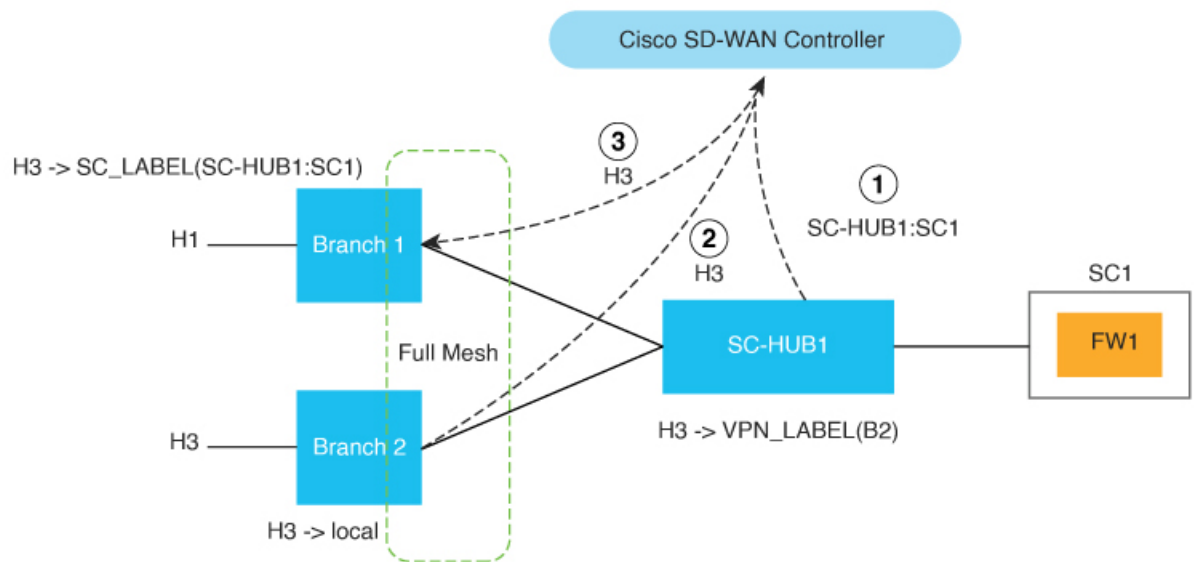 Cisco SD-WAN Controller
3
H3
H3 -> SC_LABEL(SC-HUB1:SC1)
1
SC-HUB1:SC1
H1
Branch 1
2
H3
SC1
Full Mesh
SC-HUB1
FW1
H3
Branch 2
H3 -> VPN_LABEL(B2)
H3 -> local